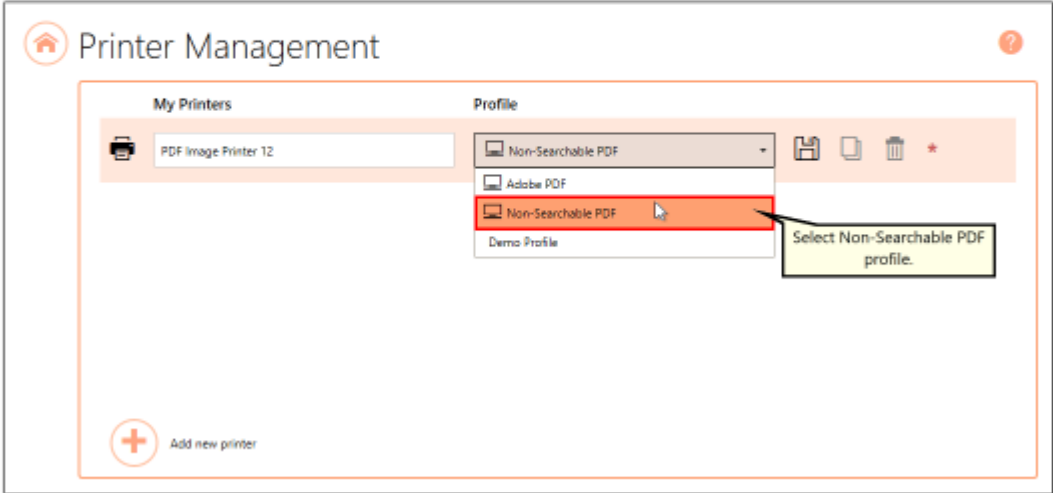 Printer Management
?
My Printers
Profile
PDF Image Printer 12
Non-Searchable PDF
*
Adobe PDF
Non-Searchable PDF
Demo Profile
Select Non-Searchable PDF
profile.
Add new printer